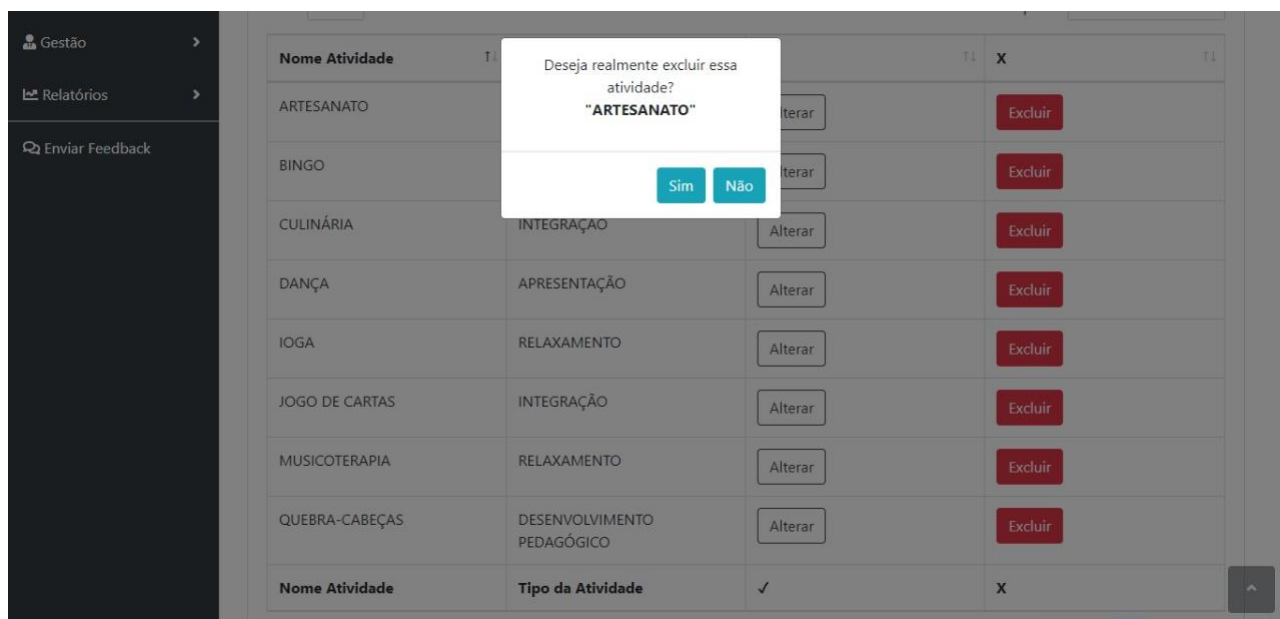 Gestão
Relatórios
Enviar Feedback
Nome Atividade X
Deseja realmente excluir essa
atividade?
"ARTESANATO"
Sim Não
ARTESANATO lterar Excluir
BINGO lterar Excluir
CULINÁRIA INTEGRAÇÃO Alterar Excluir
DANÇA APRESENTAÇÃO Alterar Excluir
IOGA RELAXAMENTO Alterar Excluir
JOGO DE CARTAS INTEGRAÇÃO Alterar Excluir
MUSICOTERAPIA RELAXAMENTO Alterar Excluir
QUEBRA-CABEÇAS DESENVOLVIMENTO Alterar Excluir
PEDAGÓGICO
Nome Atividade Tipo da Atividade ✓ X